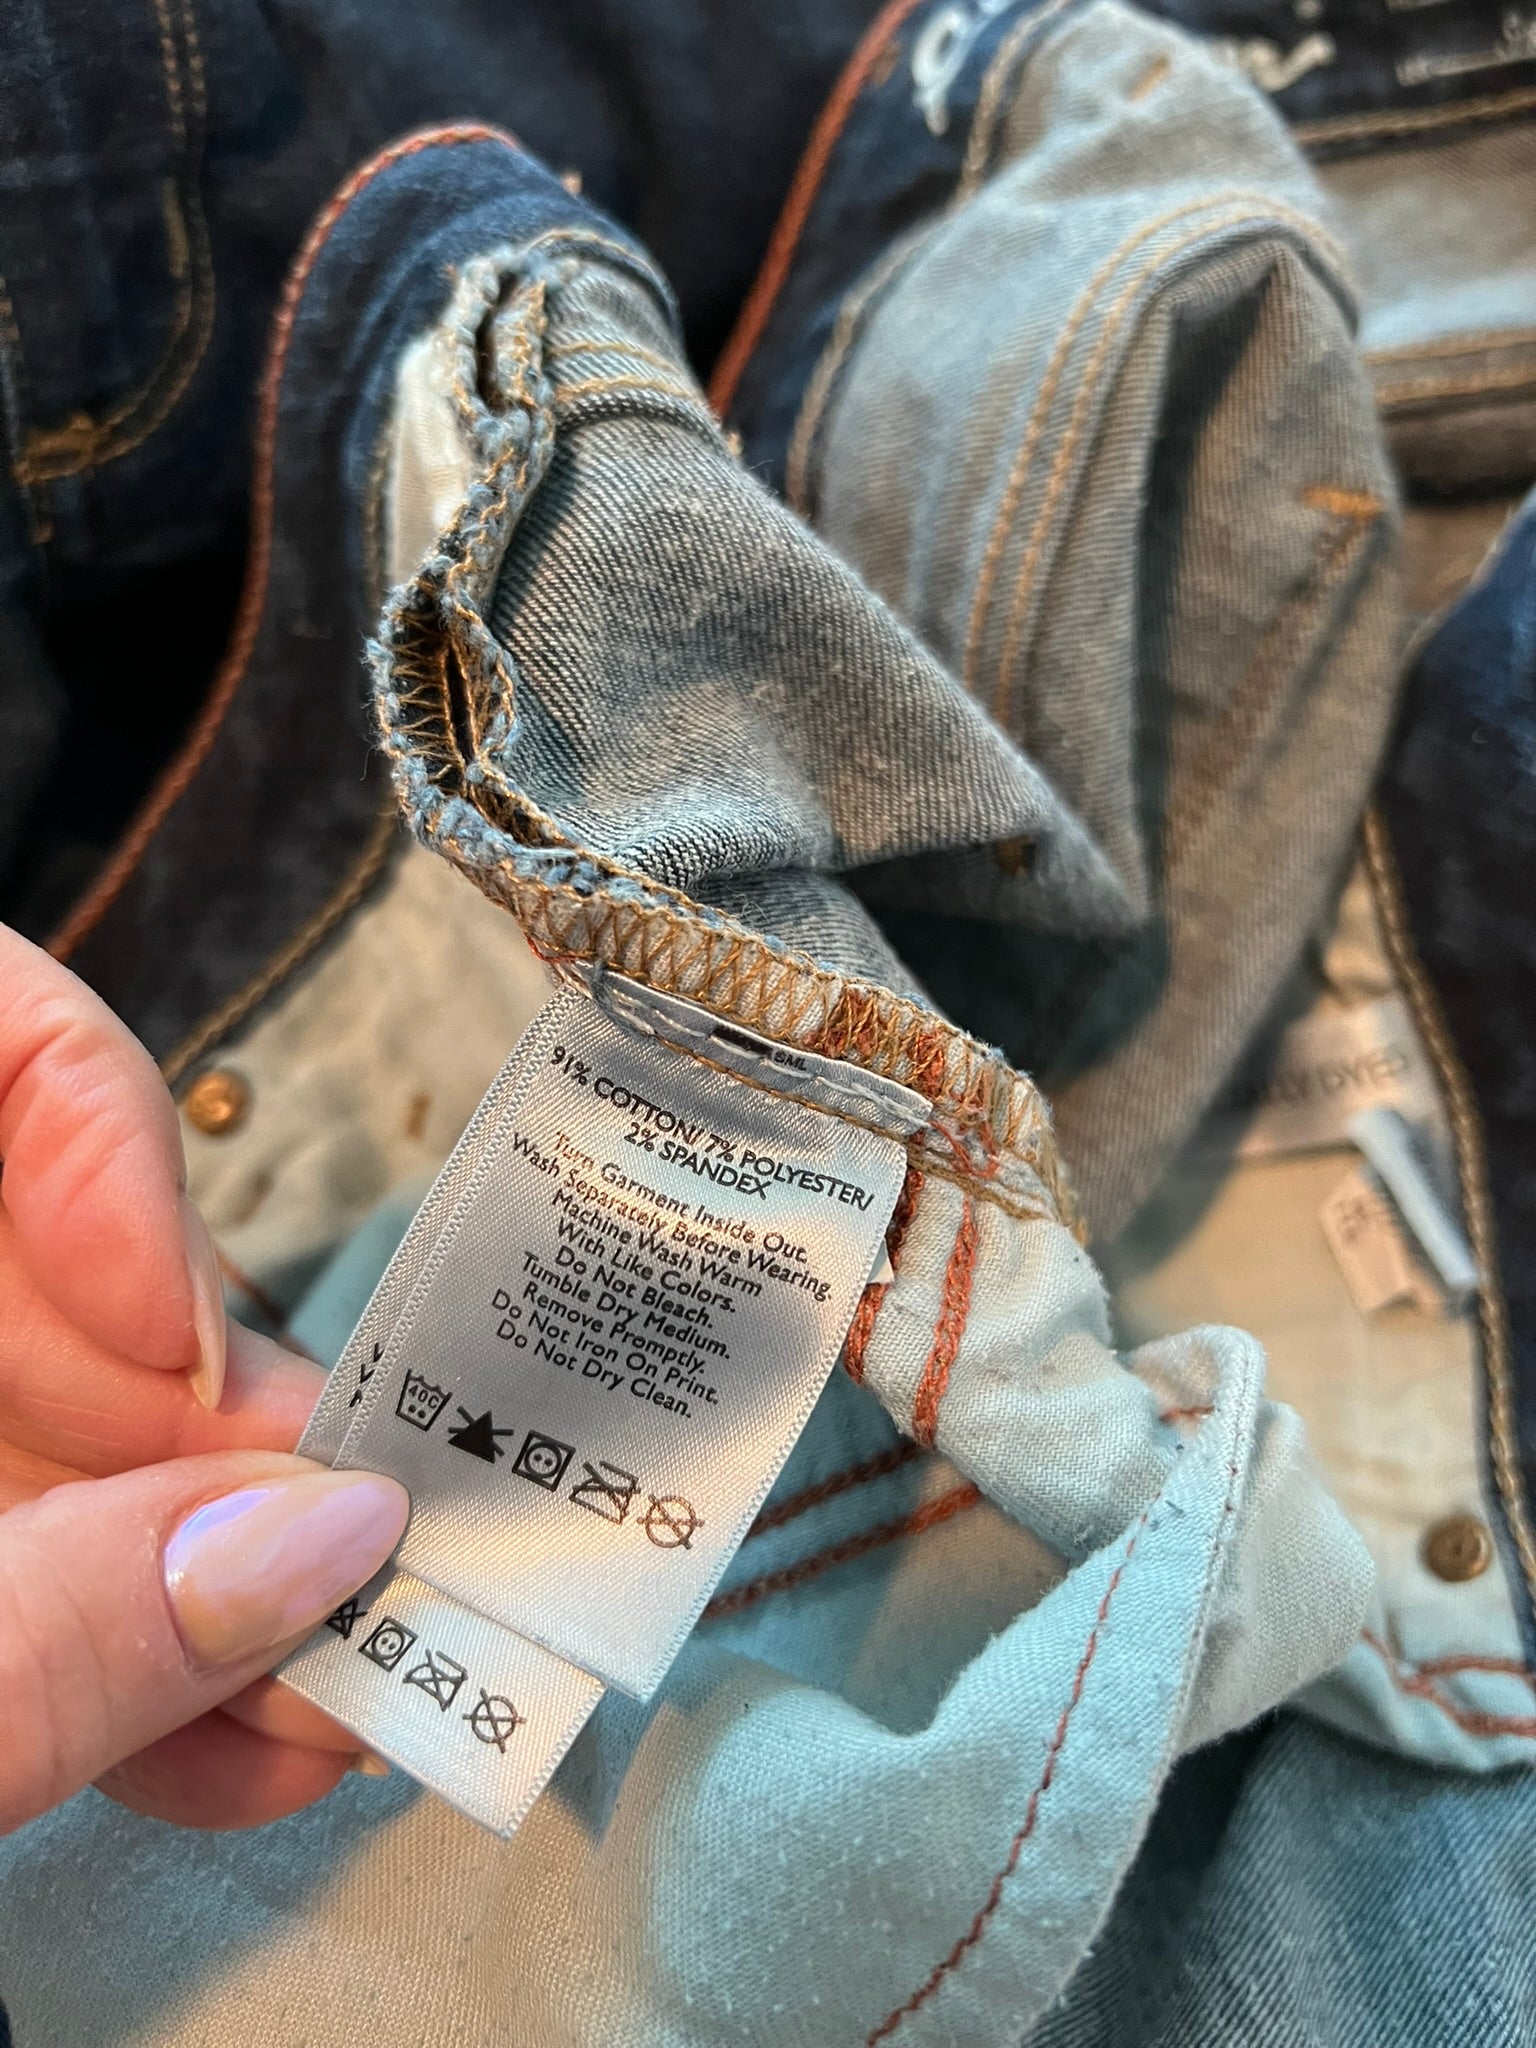 SML
91% COTTON/ 7% POLYESTER/
2% SPANDEX
Turn Garment Inside Out.
Wash Separately Before Wearing.
Machine Wash Warm
With Like Colors.
Do Not Bleach.
Tumble Dry Medium.
Remove Promptly.
Do Not Iron On Print.
Do Not Dry Clean.
40C